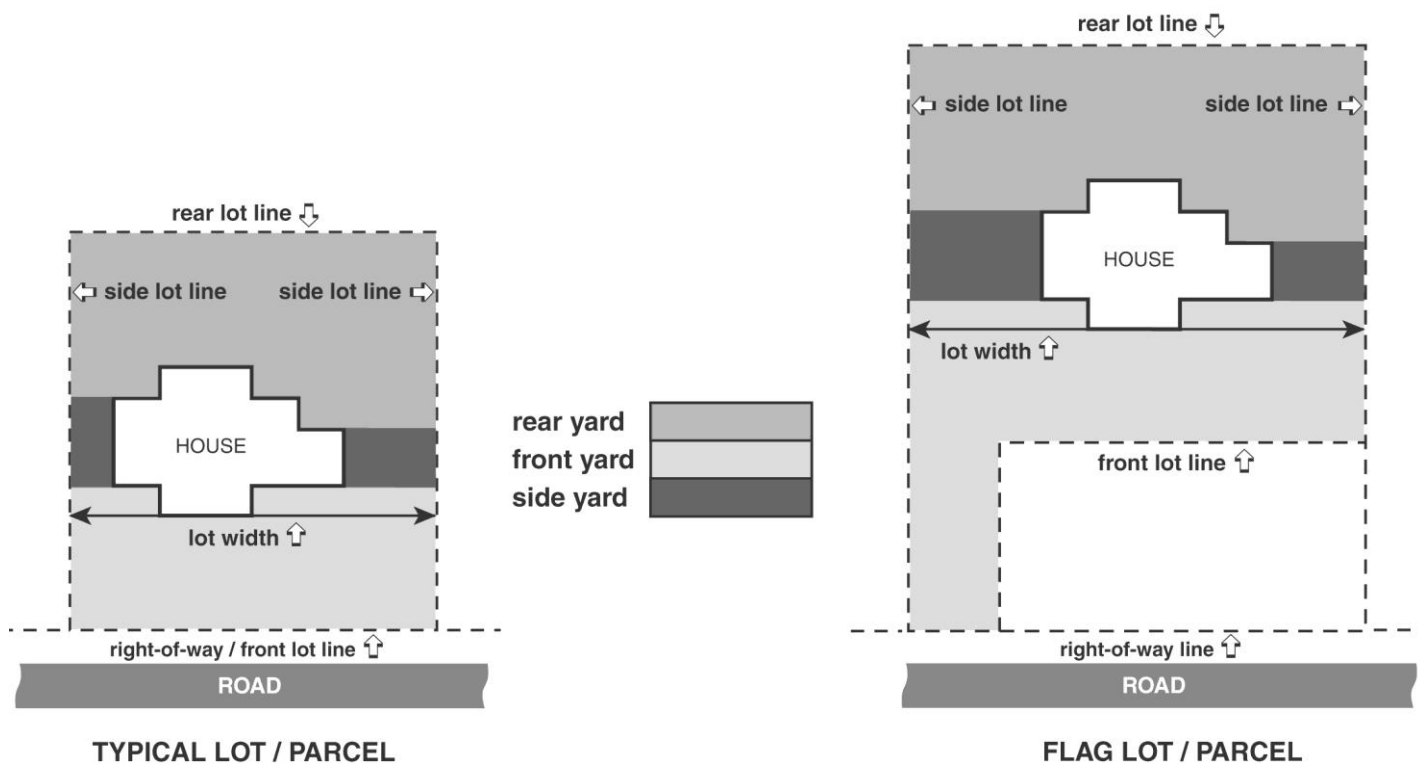 rear lot line
side lot line
side lot line
HOUSE
lot width
right-of-way / front lot line
ROAD
TYPICAL LOT / PARCEL
rear yard
front yard
side yard
rear lot line
side lot line
side lot line
HOUSE
lot width
front lot line
right-of-way line
ROAD
FLAG LOT / PARCEL